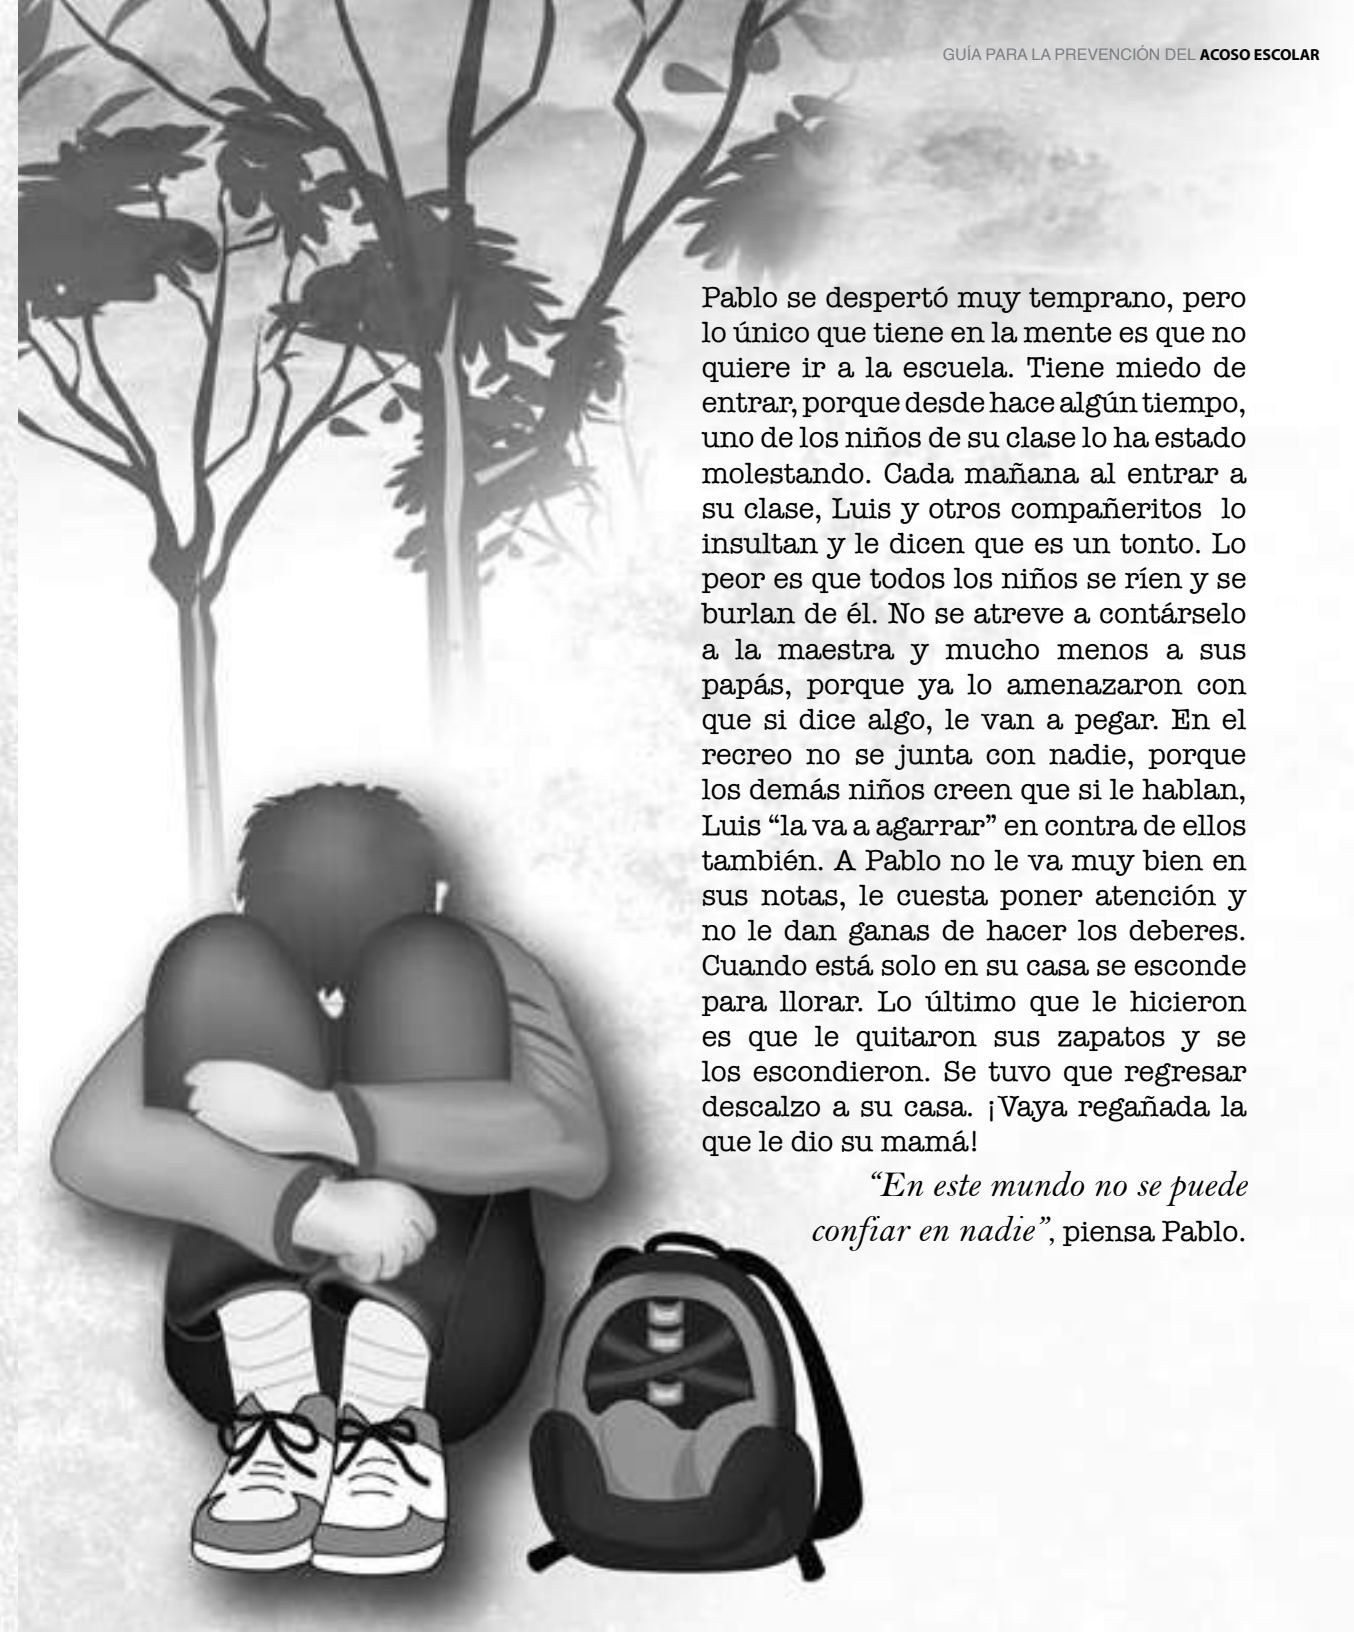 GUÍA PARA LA PREVENCIÓN DEL ACOSO ESCOLAR
Pablo se despertó muy temprano, pero
lo único que tiene en la mente es que no
quiere ir a la escuela. Tiene miedo de
entrar, porque desde hace algún tiempo,
uno de los niños de su clase lo ha estado
molestando. Cada mañana al entrar a
su clase, Luis y otros compañeritos lo
insultan y le dicen que es un tonto. Lo
peor es que todos los niños se ríen y se
burlan de él. No se atreve a contárselo
a la maestra y mucho menos a sus
papás, porque ya lo amenazaron con
que si dice algo, le van a pegar. En el
recreo no se junta con nadie, porque
los demás niños creen que si le hablan,
Luis “la va a agarrar” en contra de ellos
también. A Pablo no le va muy bien en
sus notas, le cuesta poner atención y
no le dan ganas de hacer los deberes.
Cuando está solo en su casa se esconde
para llorar. Lo último que le hicieron
es que le quitaron sus zapatos y se
los escondieron. Se tuvo que regresar
descalzo a su casa. ¡Vaya regañada la
que le dio su mamá!
“En este mundo no se puede
confiar en nadie”, piensa Pablo.